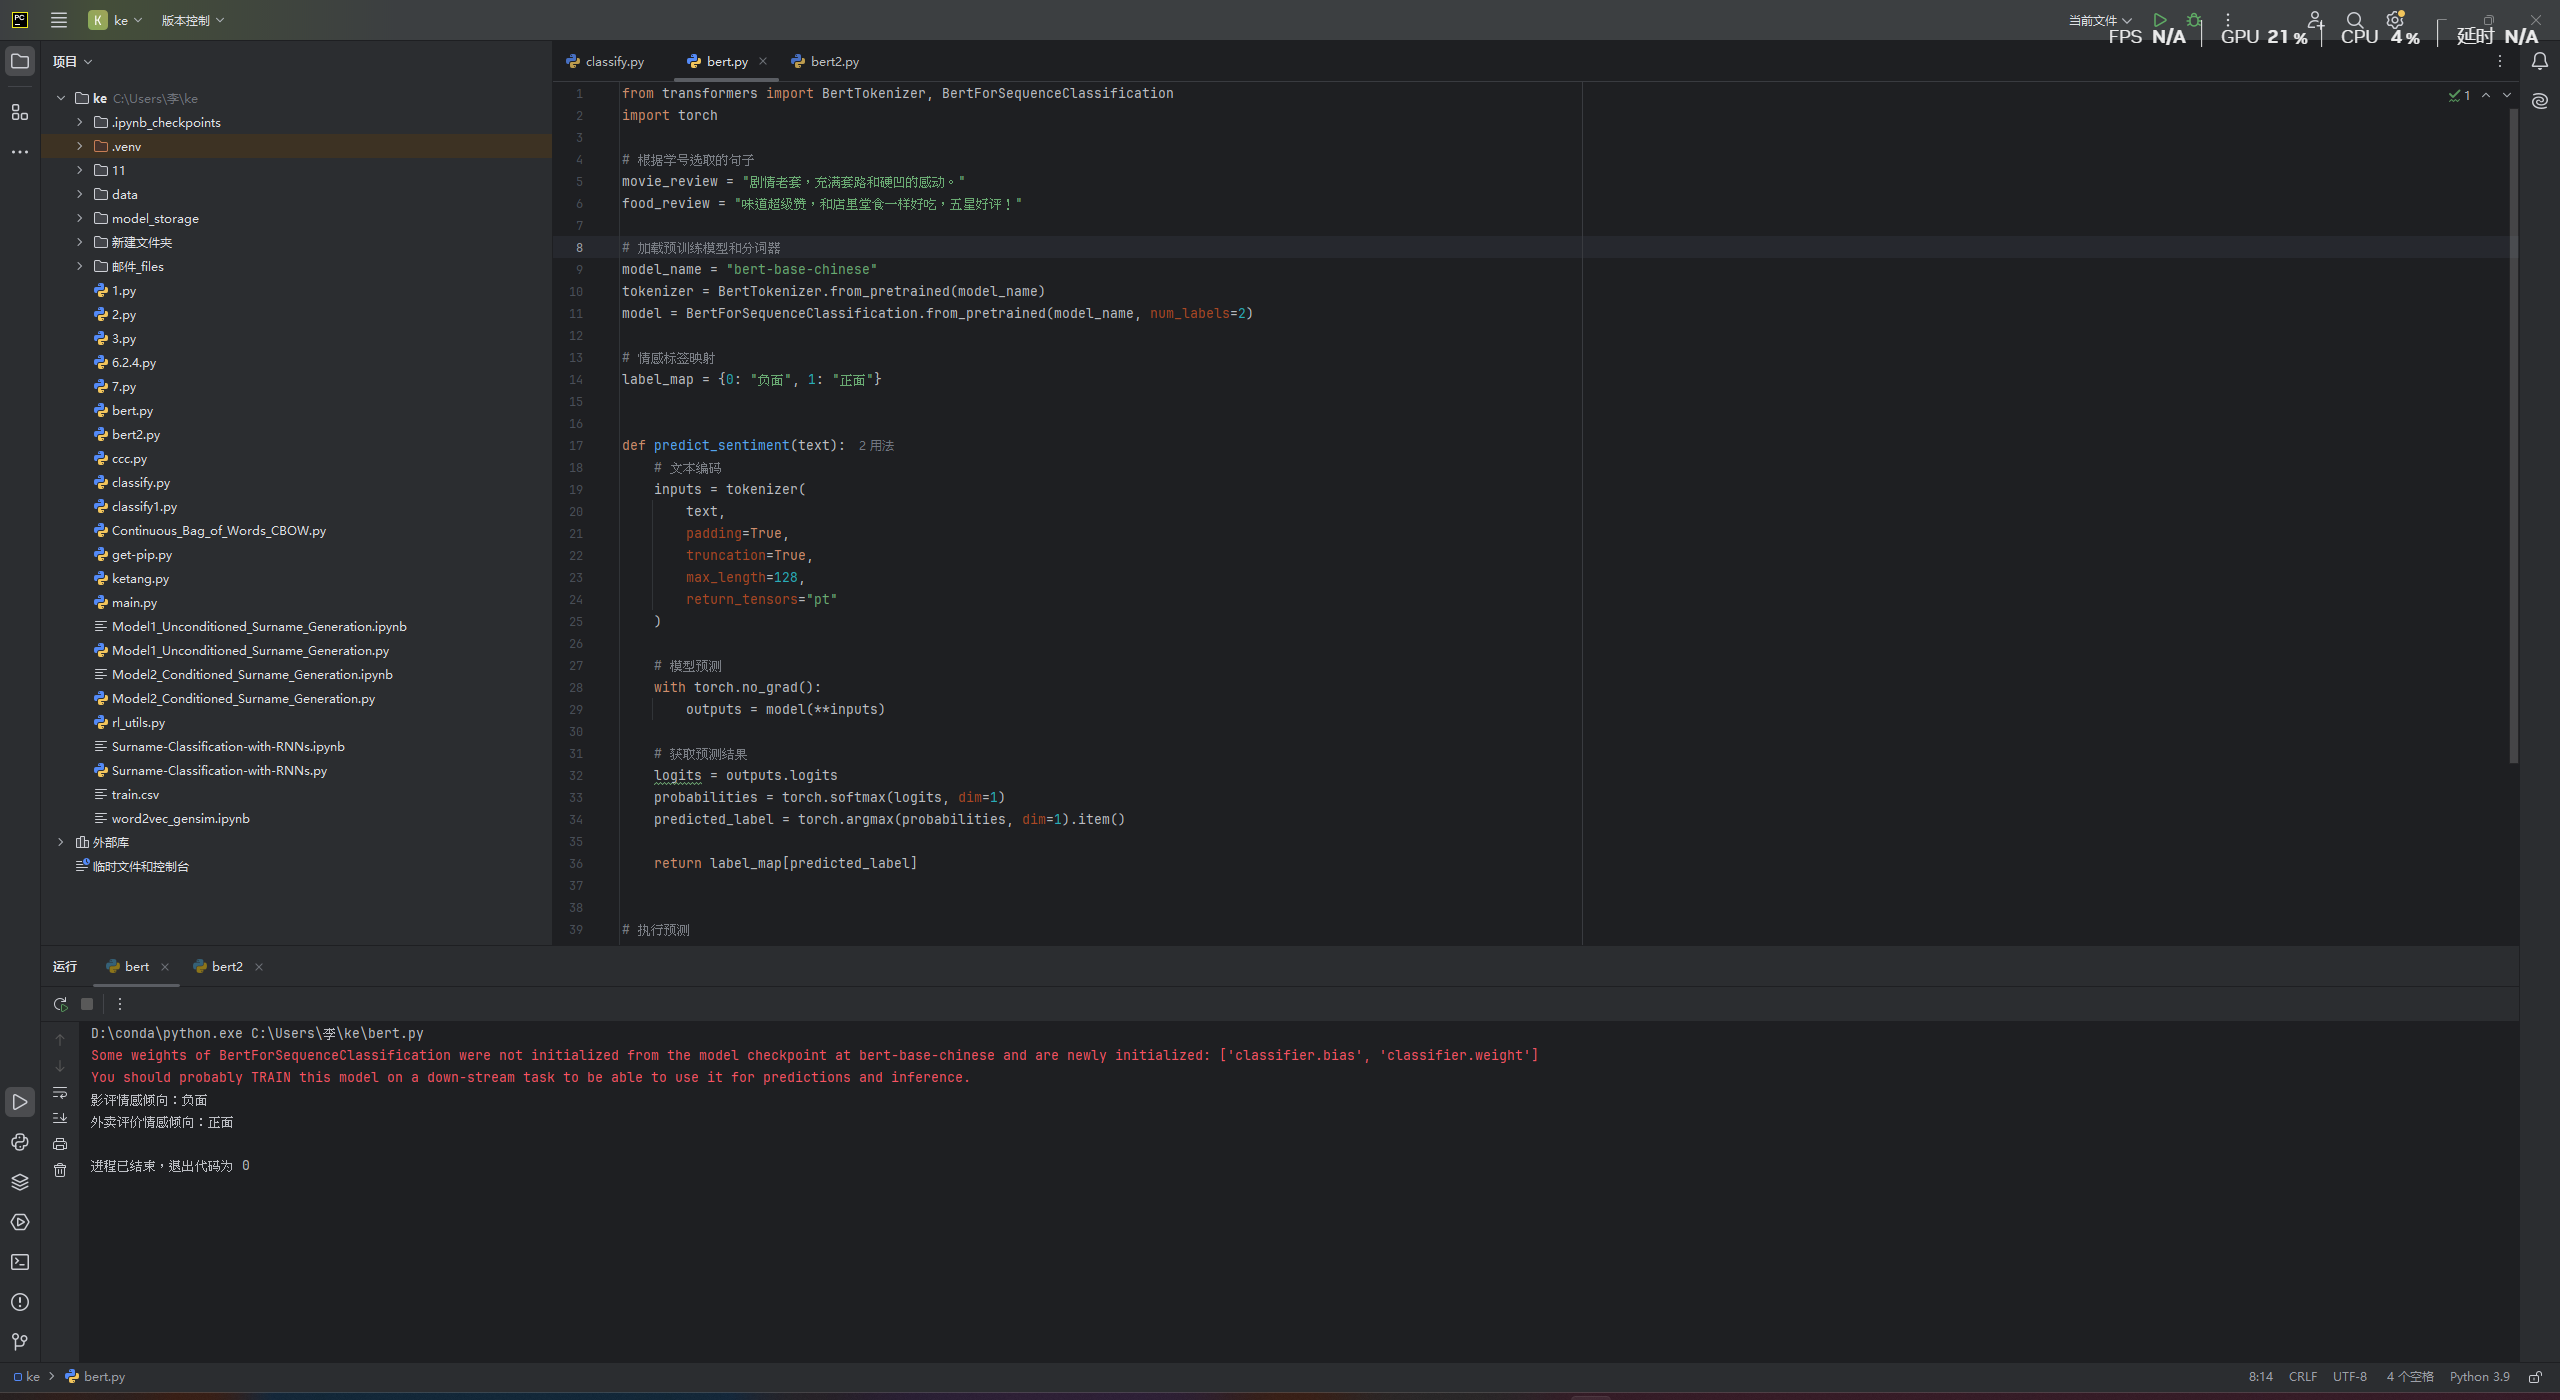 PC
K ke 版本控制
当前文件
FPS N/A GPU 21 % CPU 4 % 延时 N/A
项目
ke C:\Users\李\ke
.ipynb_checkpoints
.venv
11
data
model_storage
新建文件夹
邮件_files
1.py
2.py
3.py
6.2.4.py
7.py
bert.py
bert2.py
ccc.py
classify.py
classify1.py
Continuous_Bag_of_Words_CBOW.py
get-pip.py
ketang.py
main.py
Model1_Unconditioned_Surname_Generation.ipynb
Model1_Unconditioned_Surname_Generation.py
Model2_Conditioned_Surname_Generation.ipynb
Model2_Conditioned_Surname_Generation.py
rl_utils.py
Surname-Classification-with-RNNs.ipynb
Surname-Classification-with-RNNs.py
train.csv
word2vec_gensim.ipynb
外部库
临时文件和控制台
classify.py bert.py bert2.py
1
1 from transformers import BertTokenizer, BertForSequenceClassification
2 import torch
3
4 # 根据学号选取的句子
5 movie_review = "剧情老套，充满套路和硬凹的感动。"
6 food_review = "味道超级赞，和店里堂食一样好吃，五星好评！"
7
8 # 加载预训练模型和分词器
9 model_name = "bert-base-chinese"
10 tokenizer = BertTokenizer.from_pretrained(model_name)
11 model = BertForSequenceClassification.from_pretrained(model_name, num_labels=2)
12
13 # 情感标签映射
14 label_map = {0: "负面", 1: "正面"}
15
16
17 def predict_sentiment(text): 2 用法
18     # 文本编码
19     inputs = tokenizer(
20         text,
21         padding=True,
22         truncation=True,
23         max_length=128,
24         return_tensors="pt"
25     )
26
27     # 模型预测
28     with torch.no_grad():
29         outputs = model(**inputs)
30
31     # 获取预测结果
32     logits = outputs.logits
33     probabilities = torch.softmax(logits, dim=1)
34     predicted_label = torch.argmax(probabilities, dim=1).item()
35
36     return label_map[predicted_label]
37
38
39 # 执行预测
运行 bert bert2
D:\conda\python.exe C:\Users\李\ke\bert.py
Some weights of BertForSequenceClassification were not initialized from the model checkpoint at bert-base-chinese and are newly initialized: ['classifier.bias', 'classifier.weight']
You should probably TRAIN this model on a down-stream task to be able to use it for predictions and inference.
影评情感倾向：负面
外卖评价情感倾向：正面
进程已结束，退出代码为 0
ke bert.py
8:14 CRLF UTF-8 4 个空格 Python 3.9